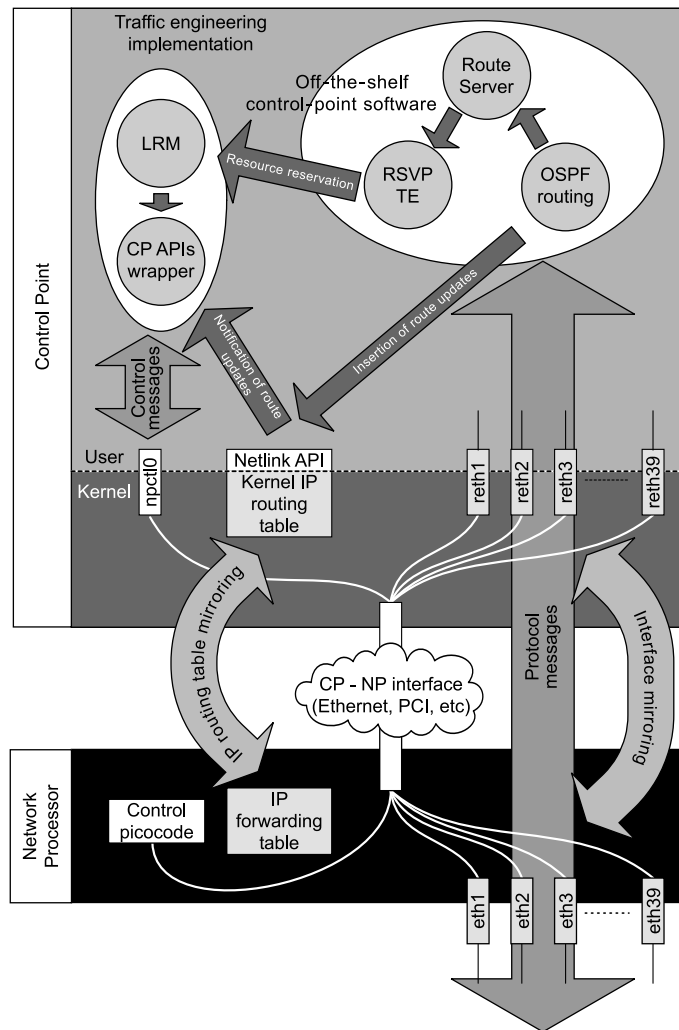 Traffic engineering
implementation
Off-the-shelf
control-point software
Route
Server
LRM
RSVP
TE
OSPF
routing
Resource reservation
CP APIs
wrapper
Control Point
Insertion of route updates
Notification of route
updates
Control
messages
User
Kernel
npctl0
Netlink API
Kernel IP
routing
table
reth1
reth2
reth3
reth39
IP routing table mirroring
Protocol
messages
Interface mirroring
CP - NP interface
(Ethernet, PCI, etc)
Network
Processor
Control
picocode
IP
forwarding
table
eth1
eth2
eth3
eth39